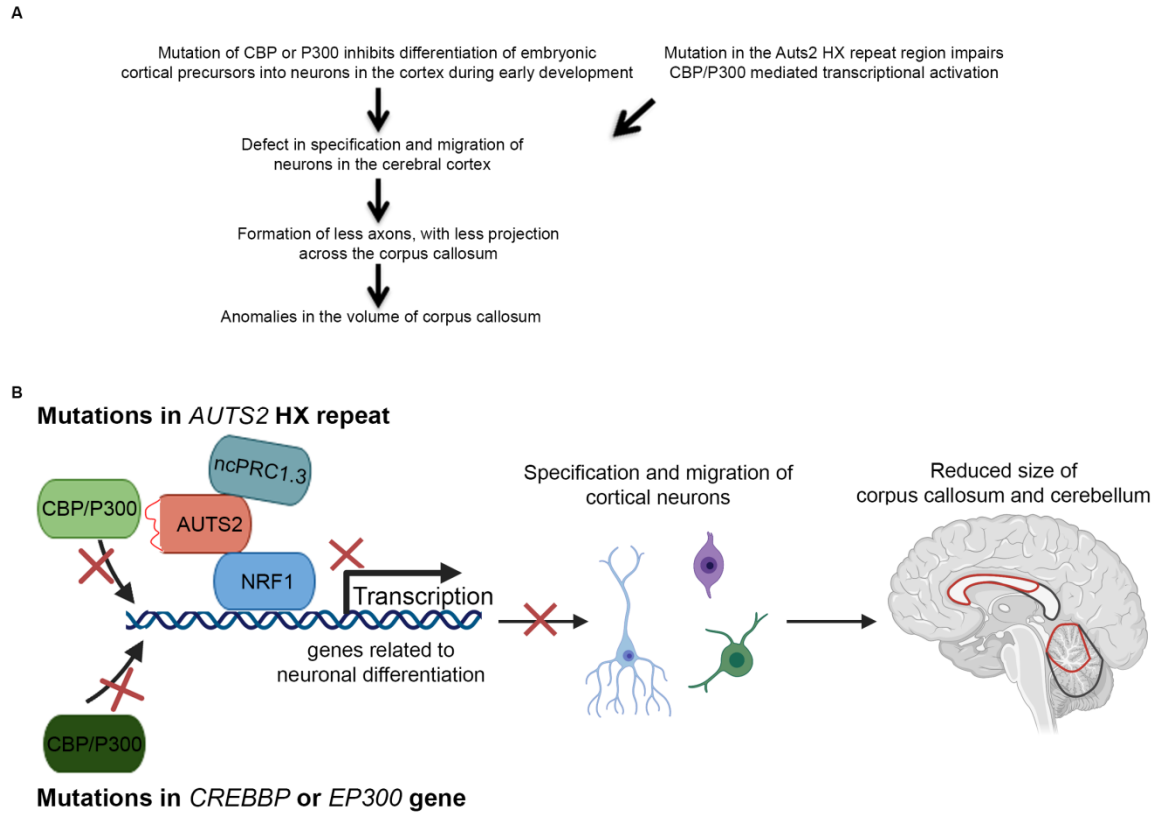 A
Mutation of CBP or P300 inhibits differentiation of embryonic
cortical precursors into neurons in the cortex during early development
Mutation in the Auts2 HX repeat region impairs
CBP/P300 mediated transcriptional activation
Defect in specification and migration of
neurons in the cerebral cortex
Formation of less axons, with less projection
across the corpus callosum
Anomalies in the volume of corpus callosum
B
Mutations in AUTS2 HX repeat
ncPRC1.3
CBP/P300
AUTS2
NRF1
Transcription
genes related to
neuronal differentiation
CBP/P300
Mutations in CREBBP or EP300 gene
Specification and migration of
cortical neurons
Reduced size of
corpus callosum and cerebellum